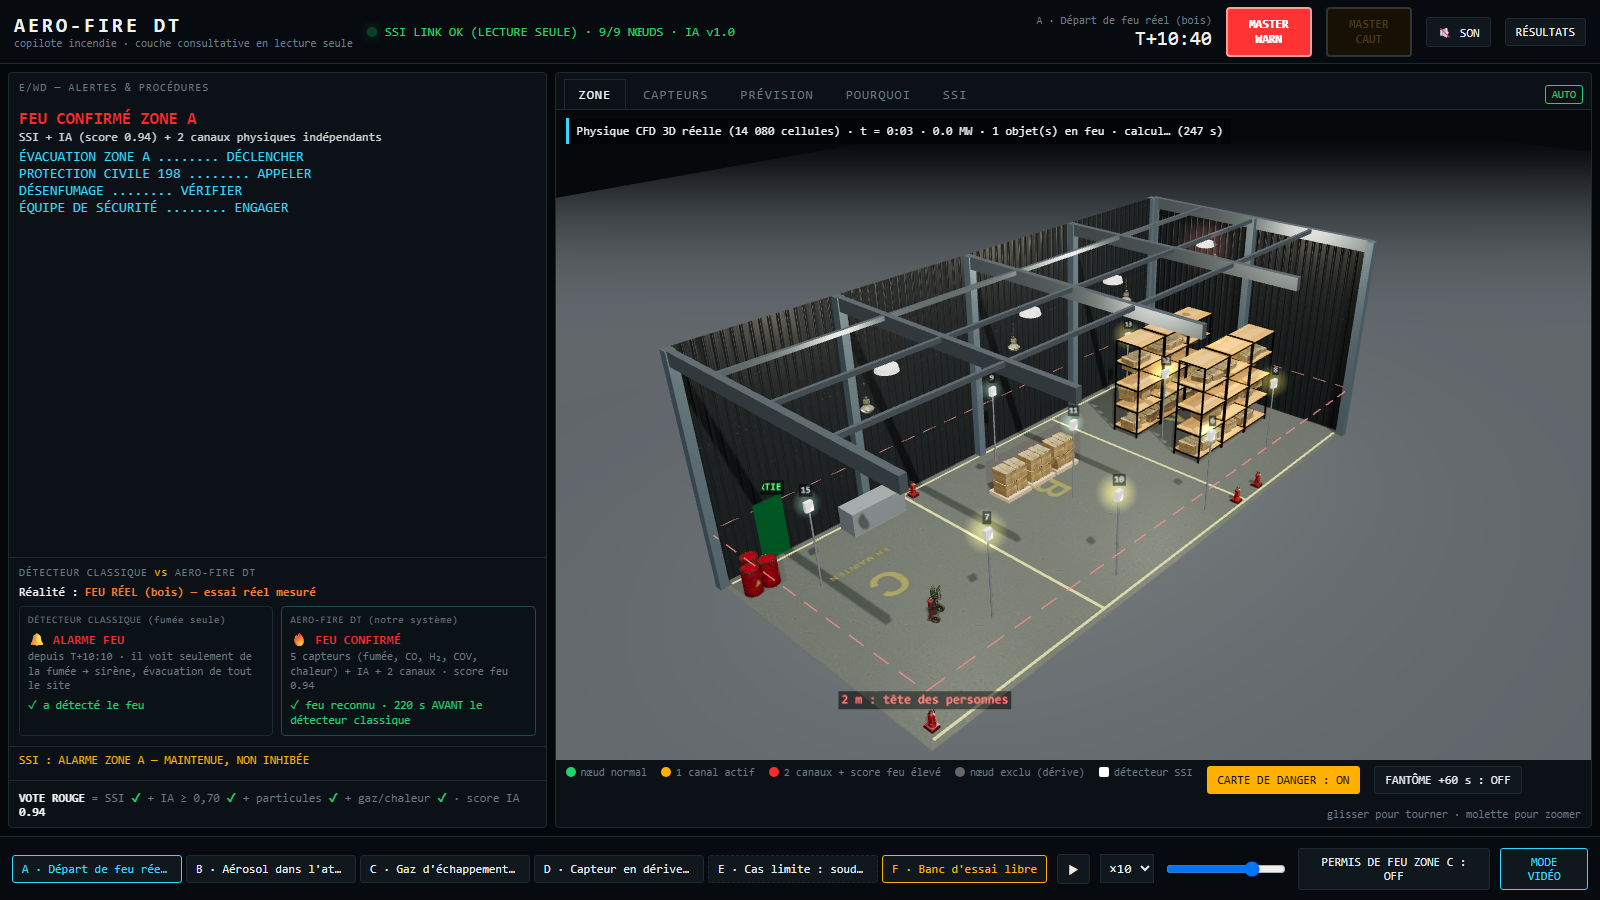 AERO-FIRE DT
copilote incendie · couche consultative en lecture seule
SSI LINK OK (LECTURE SEULE) · 9/9 NŒUDS · IA v1.0
A · Départ de feu réel (bois)
T+10:40
MASTER
WARN
MASTER
CAUT
SON
RÉSULTATS
E/WD — ALERTES & PROCÉDURES
FEU CONFIRMÉ ZONE A
SSI + IA (score 0.94) + 2 canaux physiques indépendants
ÉVACUATION ZONE A ........ DÉCLENCHER
PROTECTION CIVILE 198 ........ APPELER
DÉSENFUMAGE ........ VÉRIFIER
ÉQUIPE DE SÉCURITÉ ........ ENGAGER
DÉTECTEUR CLASSIQUE vs AERO-FIRE DT
Réalité : FEU RÉEL (bois) — essai réel mesuré
DÉTECTEUR CLASSIQUE (fumée seule)
ALARME FEU
depuis T+10:10 · il voit seulement de
la fumée → sirène, évacuation de tout
le site
✓ a détecté le feu
AERO-FIRE DT (notre système)
FEU CONFIRMÉ
5 capteurs (fumée, CO, H₂, COV,
chaleur) + IA + 2 canaux · score feu
0.94
✓ feu reconnu · 220 s AVANT le
détecteur classique
SSI : ALARME ZONE A — MAINTENUE, NON INHIBÉE
VOTE ROUGE = SSI ✓ + IA ≥ 0,70 ✓ + particules ✓ + gaz/chaleur ✓ · score IA
0.94
ZONE
CAPTEURS
PRÉVISION
POURQUOI
SSI
AUTO
Physique CFD 3D réelle (14 080 cellules) · t = 0:03 · 0.0 MW · 1 objet(s) en feu · calcul… (247 s)
13
9
11
10
15
7
RTIE
B
C
2 m : tête des personnes
nœud normal
1 canal actif
2 canaux + score feu élevé
nœud exclu (dérive)
détecteur SSI
CARTE DE DANGER : ON
FANTÔME +60 s : OFF
glisser pour tourner · molette pour zoomer
A · Départ de feu rée…
B · Aérosol dans l'at…
C · Gaz d'échappement…
D · Capteur en dérive…
E · Cas limite : soud…
F · Banc d'essai libre
x10
PERMIS DE FEU ZONE C :
OFF
MODE
VIDÉO